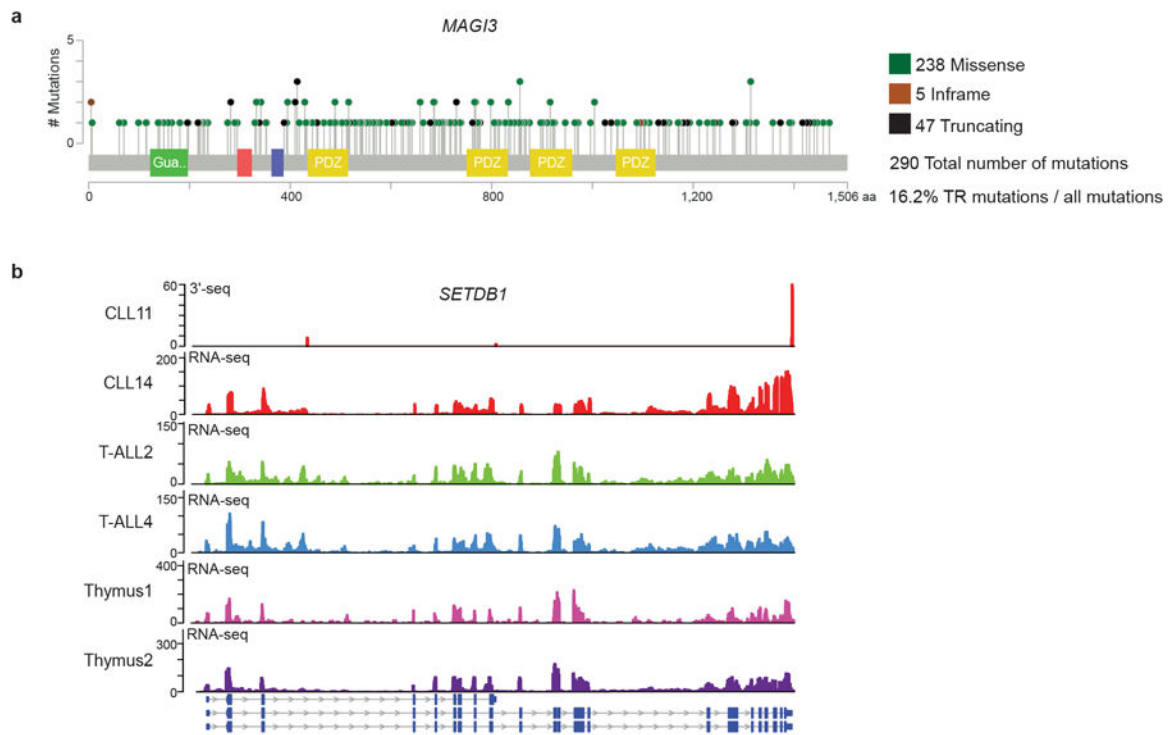 a
MAGI3
# Mutations
5
0
Gua..
PDZ
PDZ
PDZ
PDZ
0
400
800
1,200
1,506 aa
238 Missense
5 Inframe
47 Truncating
290 Total number of mutations
16.2% TR mutations / all mutations
b
SETDB1
CLL11
60
0
3'-seq
CLL14
200
0
RNA-seq
T-ALL2
150
0
RNA-seq
T-ALL4
150
0
RNA-seq
Thymus1
400
0
RNA-seq
Thymus2
300
0
RNA-seq